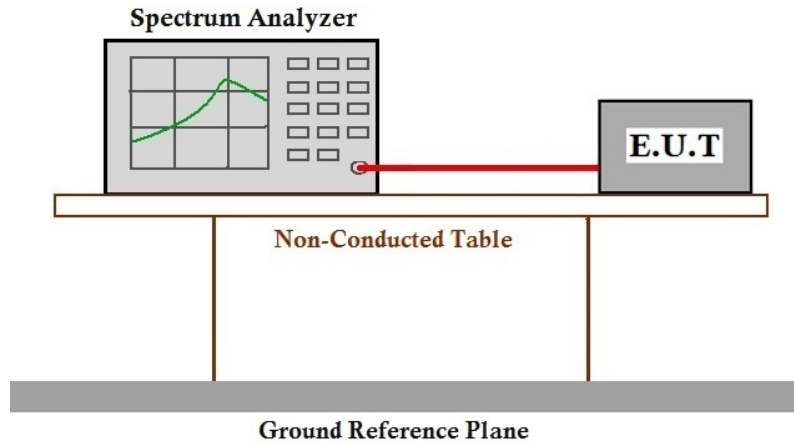 Spectrum Analyzer
E.U.T
Non-Conducted Table
Ground Reference Plane